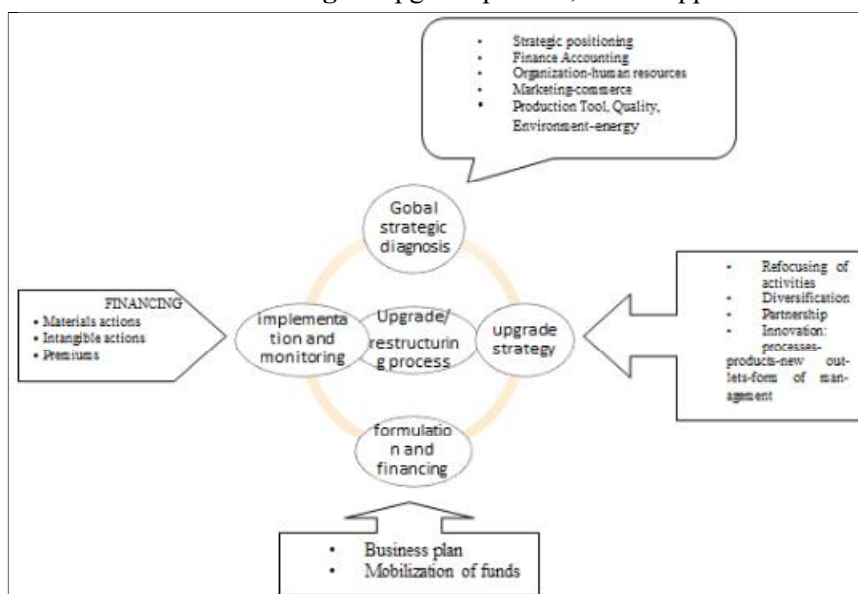 • Strategic positioning
• Finance Accounting
• Organization-human resources
• Marketing-commerce
• Production Tool, Quality,
Environment-energy
Gobal
strategic
diagnosis
FINANCING
• Materials actions
• Intangible actions
• Premiums
implementa
tion and
monitoring
Upgrade/
restructurin
g process
upgrade
strategy
• Refocusing of
activities
• Diversification
• Partnership
• Innovation:
processes-
products-new out-
lets-form of man-
agement
formulatio
n and
financing
• Business plan
• Mobilization of funds